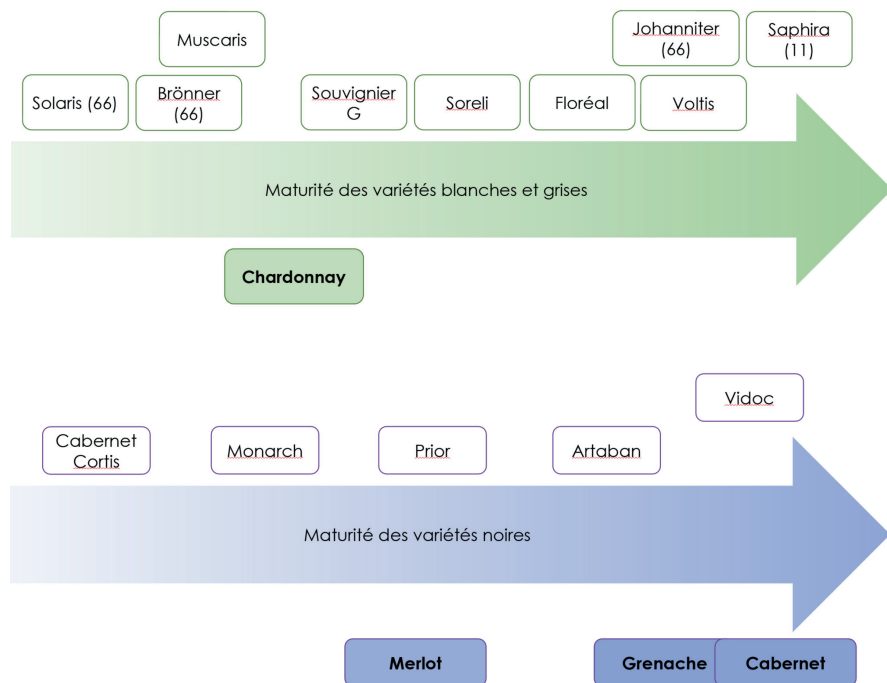 Muscaris
Johanniter
(66)
Saphira
(11)
Solaris (66)
Brönner
(66)
Souvignier
G
Soreli
Floréal
Voltis
Maturité des variétés blanches et grises
Chardonnay
Vidoc
Cabernet
Cortis
Monarch
Prior
Artaban
Maturité des variétés noires
Merlot
Grenache
Cabernet